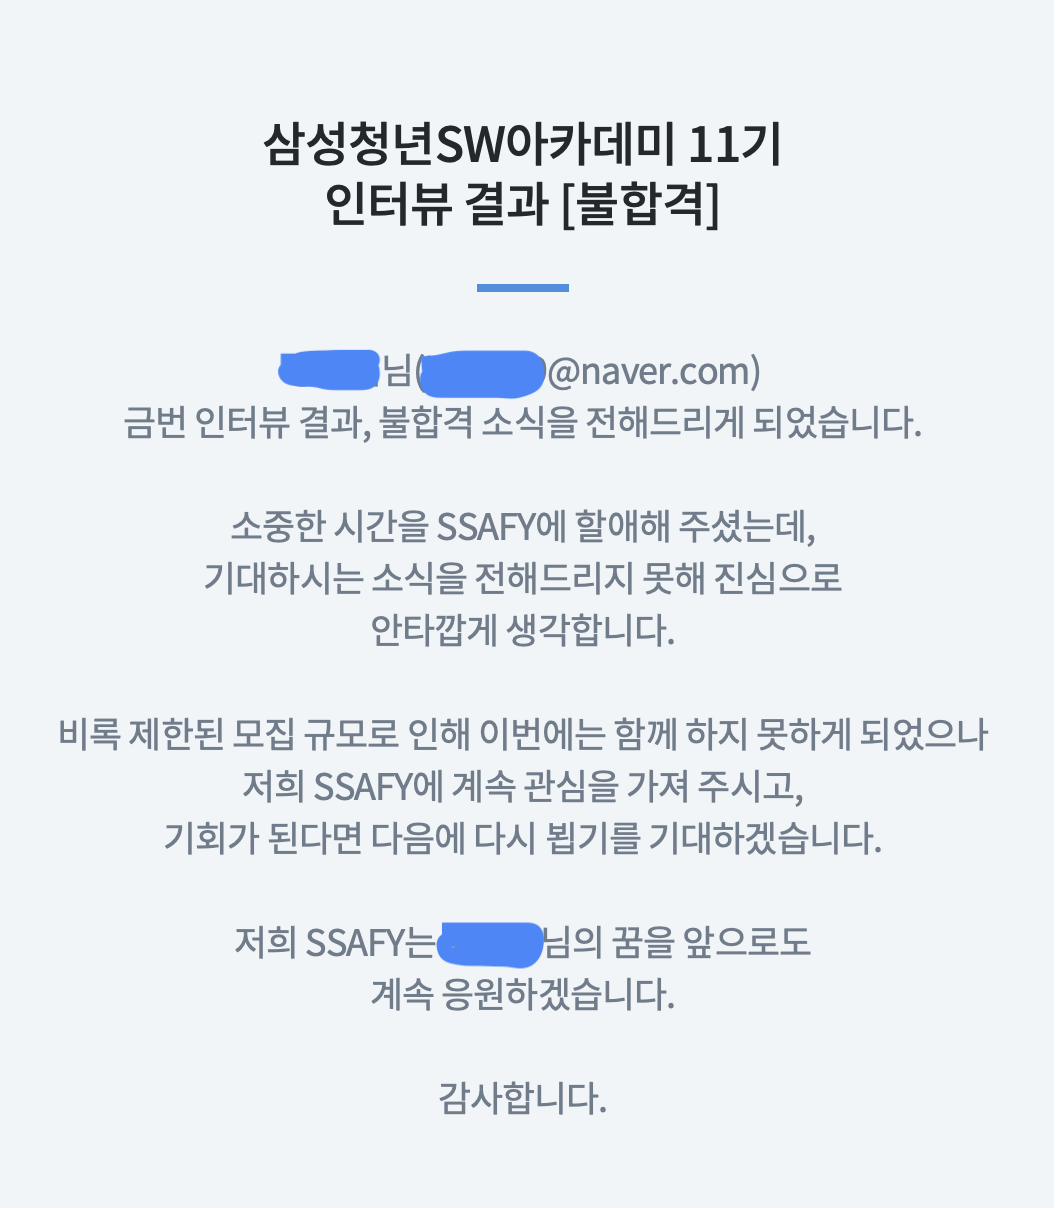 삼성청년SW아카데미 11기
인터뷰 결과 [불합격]
님( @naver.com)
금번 인터뷰 결과, 불합격 소식을 전해드리게 되었습니다.
소중한 시간을 SSAFY에 할애해 주셨는데,
기대하시는 소식을 전해드리지 못해 진심으로
안타깝게 생각합니다.
비록 제한된 모집 규모로 인해 이번에는 함께 하지 못하게 되었으나
저희 SSAFY에 계속 관심을 가져 주시고,
기회가 된다면 다음에 다시 뵙기를 기대하겠습니다.
저희 SSAFY는 님의 꿈을 앞으로도
계속 응원하겠습니다.
감사합니다.